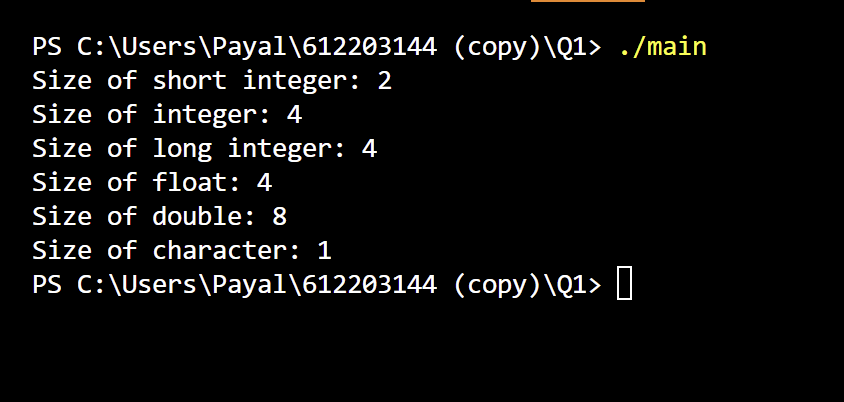 PS C:\Users\Payal\612203144 (copy)\Q1> ./main
Size of short integer: 2
Size of integer: 4
Size of long integer: 4
Size of float: 4
Size of double: 8
Size of character: 1
PS C:\Users\Payal\612203144 (copy)\Q1>